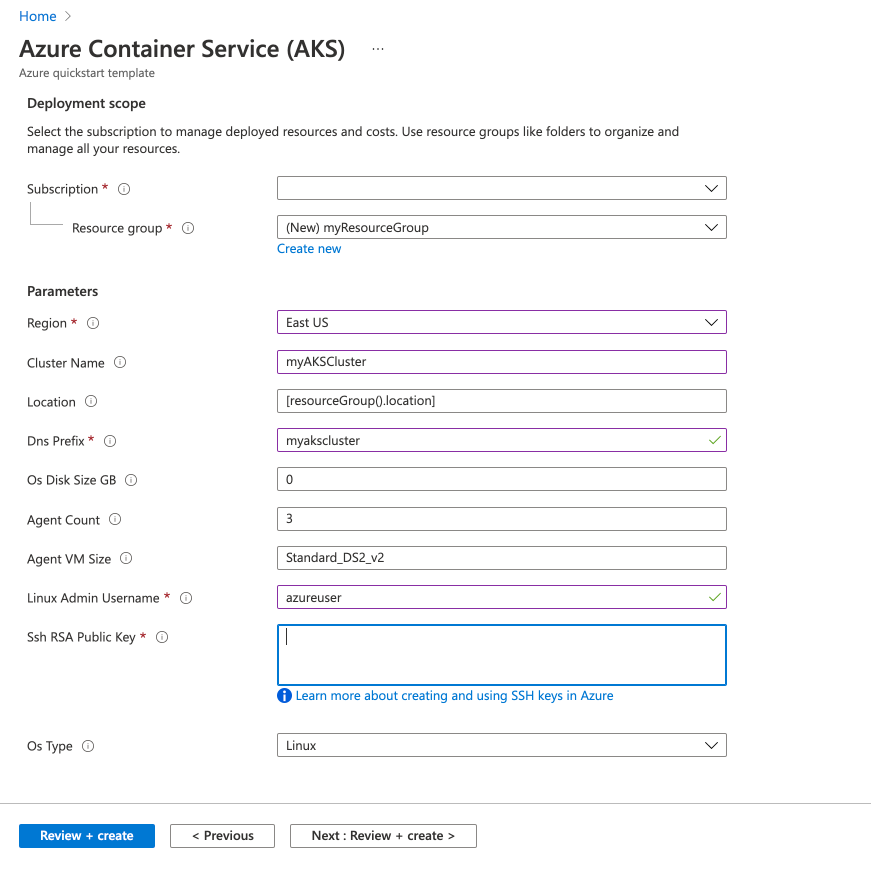 Home >
Azure Container Service (AKS) ...
Azure quickstart template
Deployment scope
Select the subscription to manage deployed resources and costs. Use resource groups like folders to organize and
manage all your resources.
Subscription *
Resource group * (New) myResourceGroup
Create new
Parameters
Region * East US
Cluster Name myAKSCluster
Location [resourceGroup().location]
Dns Prefix * myakscluster
Os Disk Size GB 0
Agent Count 3
Agent VM Size Standard_DS2_v2
Linux Admin Username * azureuser
Ssh RSA Public Key *
Learn more about creating and using SSH keys in Azure
Os Type Linux
Review + create < Previous Next : Review + create >